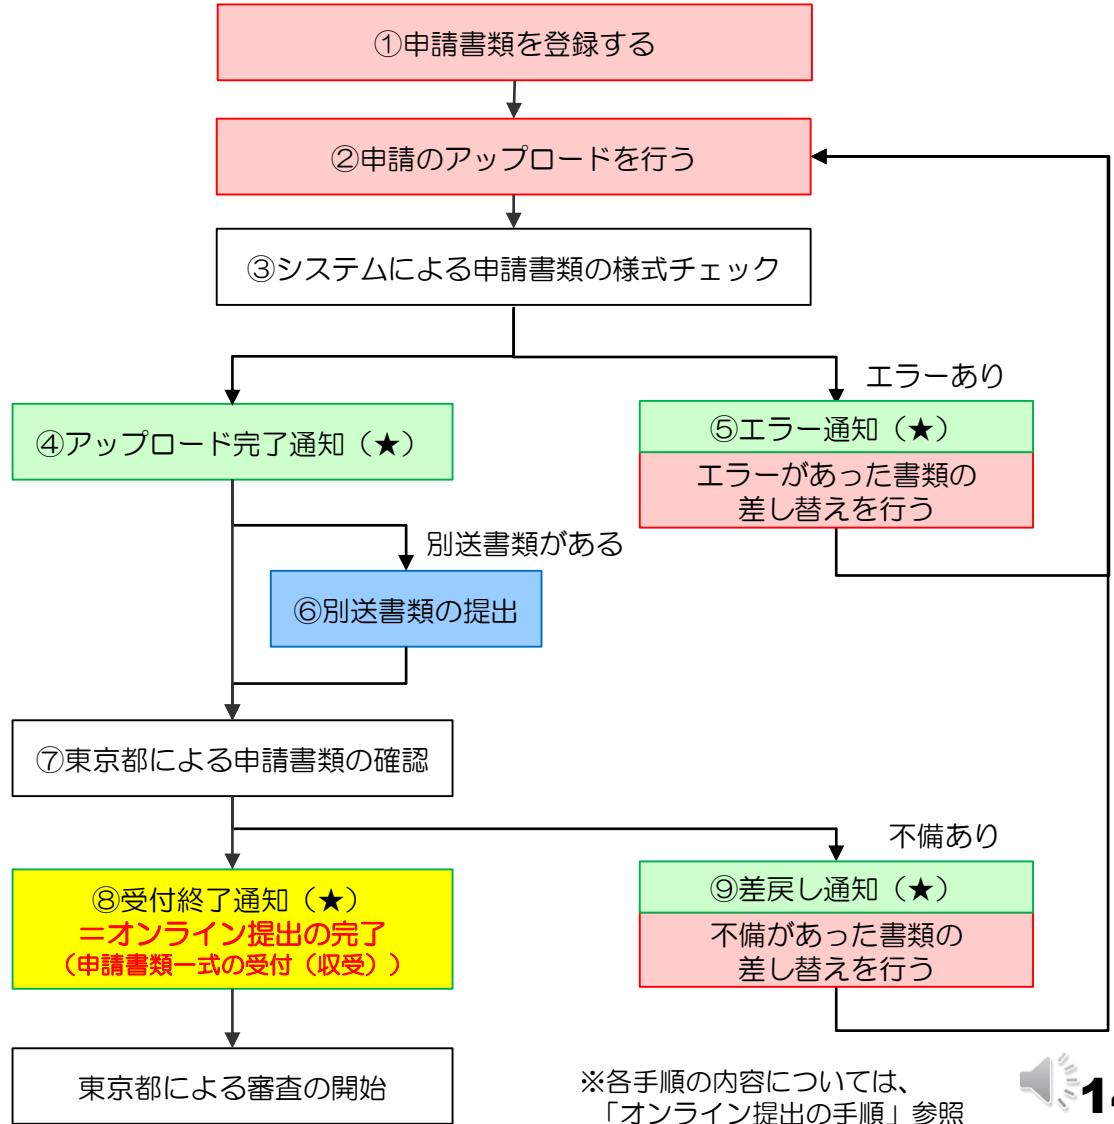 ①申請書類を登録する
②申請のアップロードを行う
③システムによる申請書類の様式チェック
エラーあり
④アップロード完了通知（★）
⑤エラー通知（★）
エラーがあった書類の
差し替えを行う
別送書類がある
⑥別送書類の提出
⑦東京都による申請書類の確認
不備あり
⑧受付終了通知（★）
＝オンライン提出の完了
（申請書類一式の受付（収受））
⑨差戻し通知（★）
不備があった書類の
差し替えを行う
東京都による審査の開始
※各手順の内容については、
「オンライン提出の手順」参照